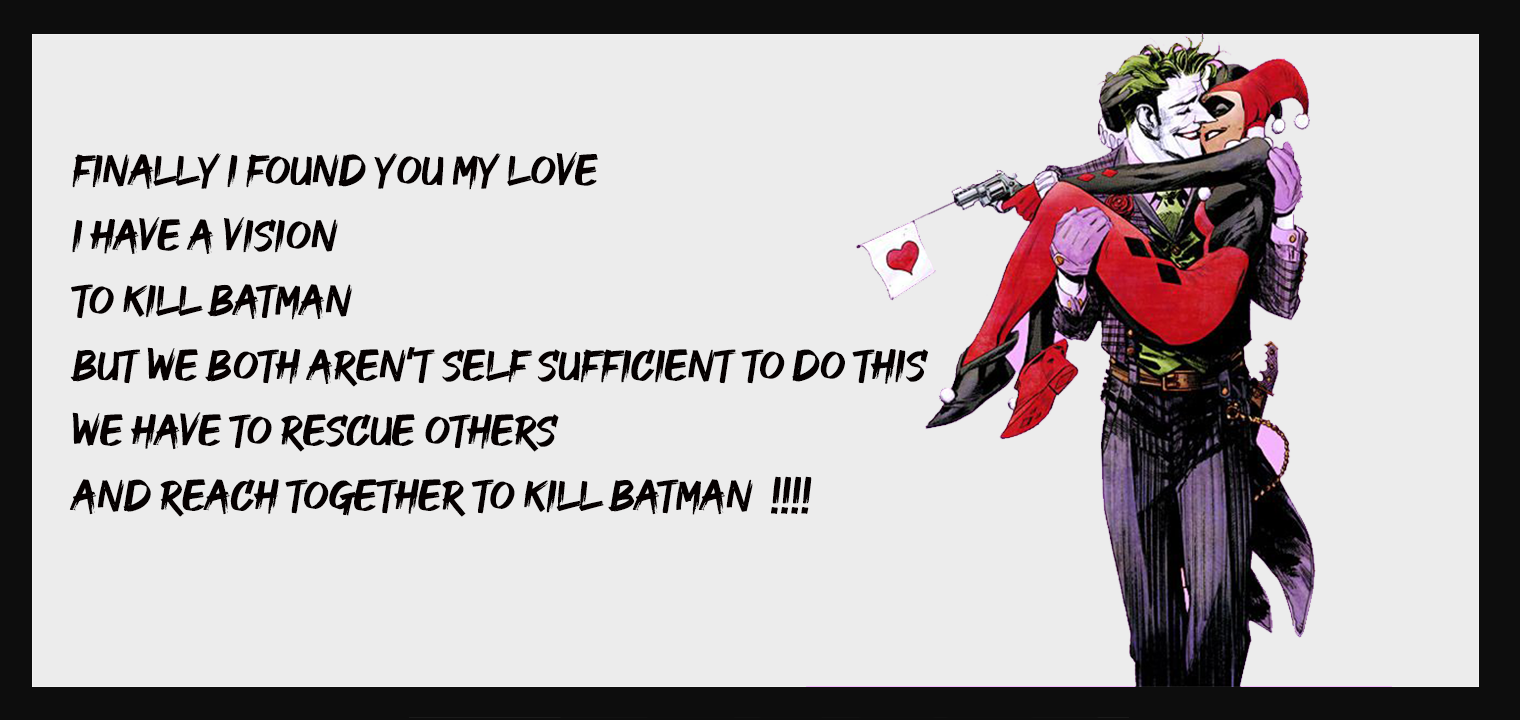 FINALLY I FOUND YOU MY LOVE
I HAVE A VISION
TO KILL BATMAN
BUT WE BOTH AREN'T SELF SUFFICIENT TO DO THIS
WE HAVE TO RESCUE OTHERS
AND REACH TOGETHER TO KILL BATMAN !!!!